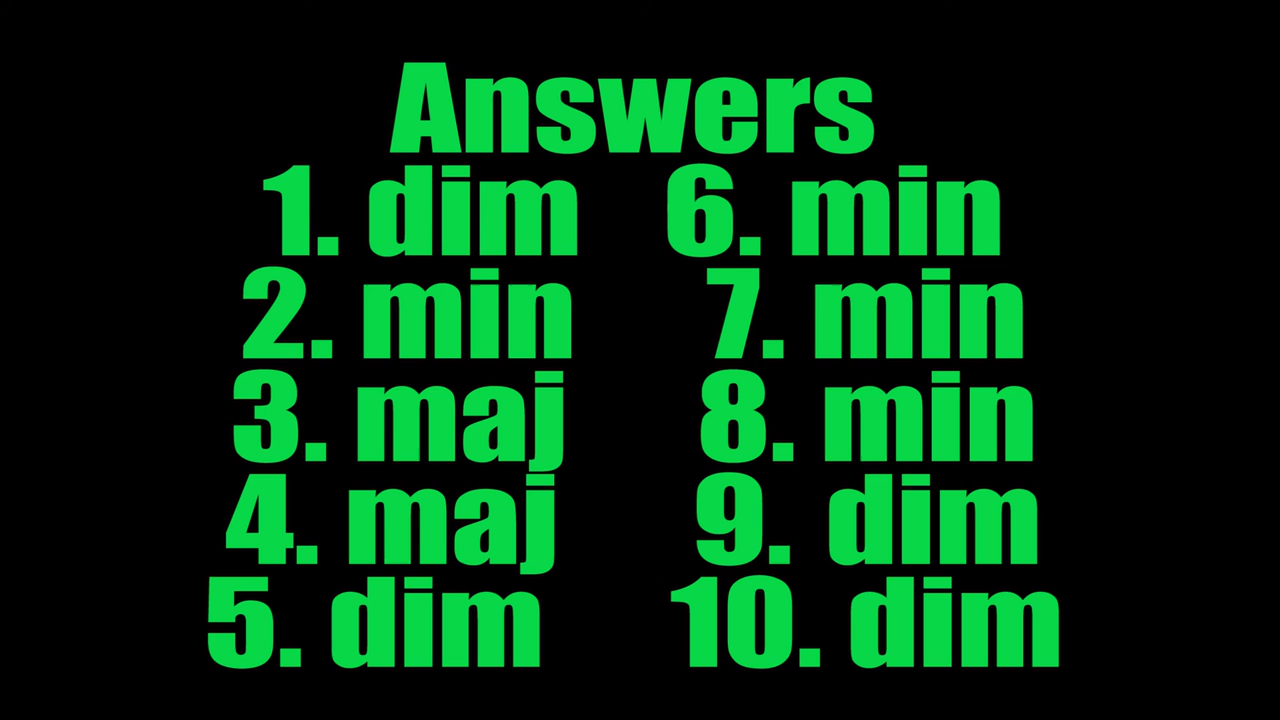 Answers
1. dim 6. min
2. min 7. min
3. maj 8. min
4. maj 9. dim
5. dim 10. dim